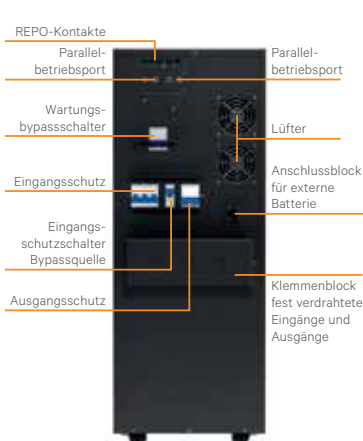 REPO-Kontakte
Parallel-
betriebsport
Wartungs-
bypassschalter
Eingangsschutz
Eingangs-
schutzschalter
Bypassquelle
Ausgangsschutz
Parallel-
betriebsport
Lüfter
Anschlussblock
für externe
Batterie
Klemmenblock
fest verdrahtete
Eingänge und
Ausgänge